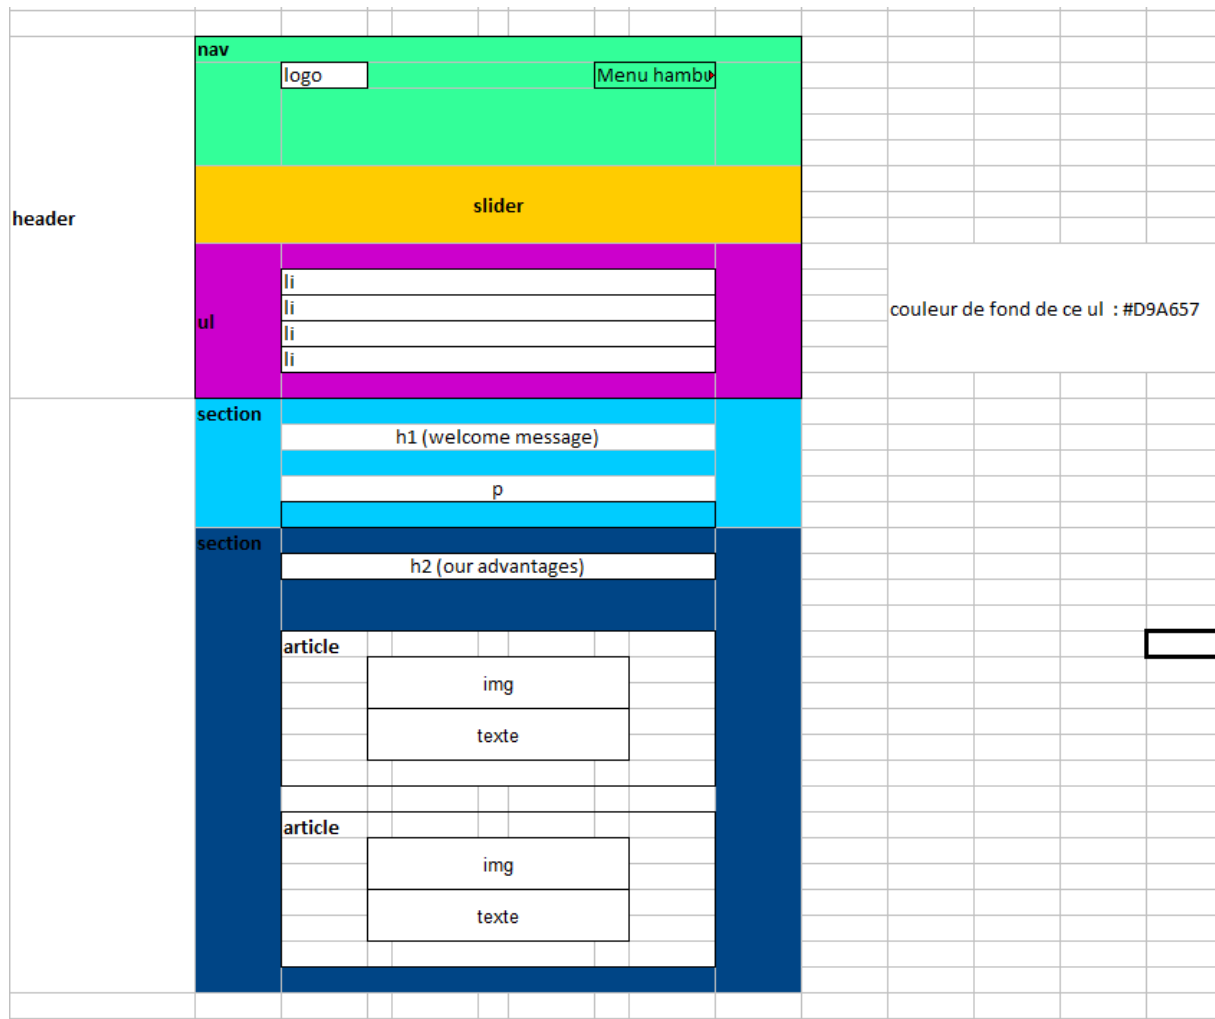 nav
logo
Menu hambu
slider
header
li
li
ul
li
li
couleur de fond de ce ul : #D9A657
section
h1 (welcome message)
p
section
h2 (our advantages)
article
img
texte
article
img
texte